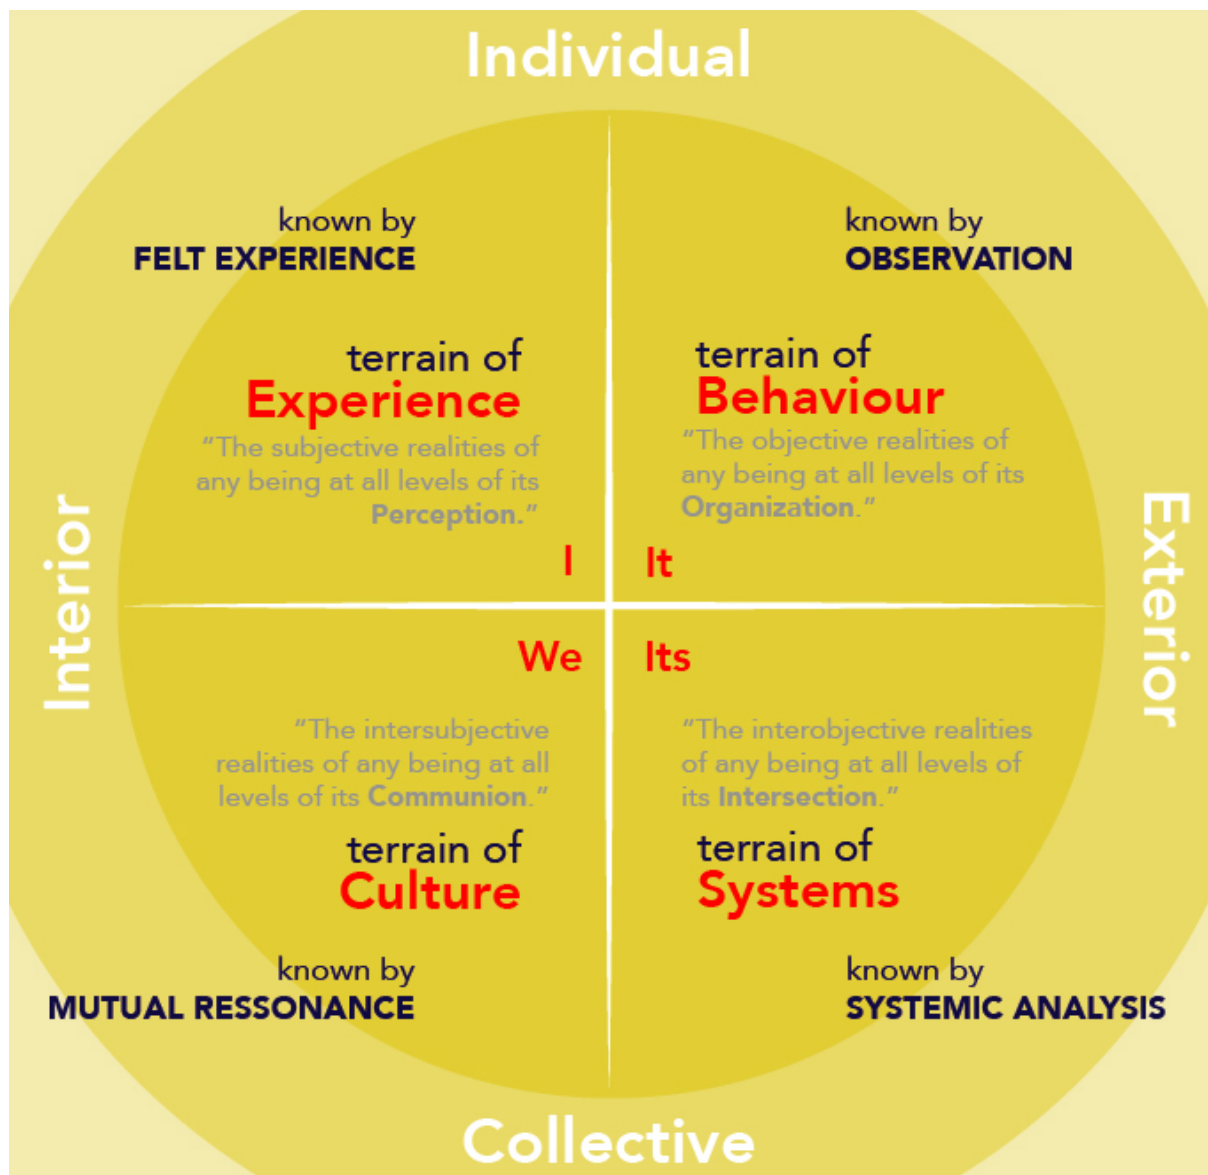 Individual
known by
FELT EXPERIENCE
known by
OBSERVATION
terrain of
Experience
"The subjective realities of
any being at all levels of its
Perception."
I
terrain of
Behaviour
"The objective realities of
any being at all levels of its
Organization."
It
Interior
Exterior
We
"The intersubjective
realities of any being at all
levels of its Communion."
terrain of
Culture
Its
"The interobjective realities
of any being at all levels of
its Intersection."
terrain of
Systems
known by
MUTUAL RESSONANCE
known by
SYSTEMIC ANALYSIS
Collective